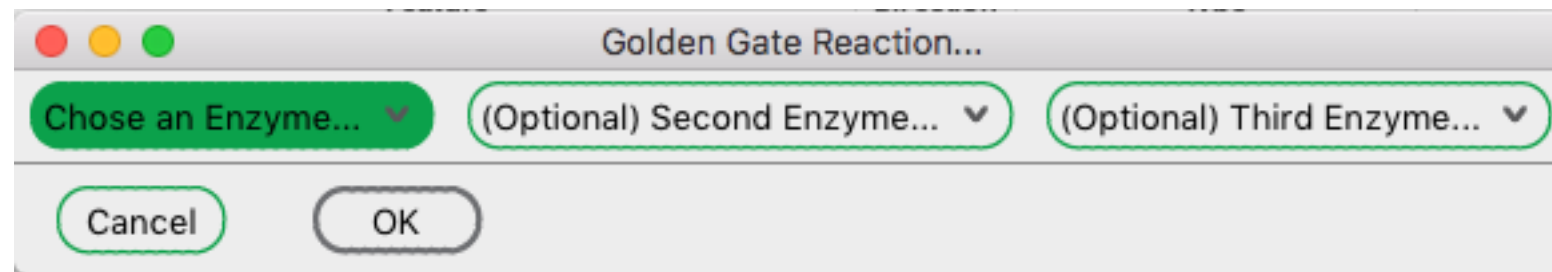 Golden Gate Reaction...
Chose an Enzyme... (Optional) Second Enzyme... (Optional) Third Enzyme...
Cancel OK